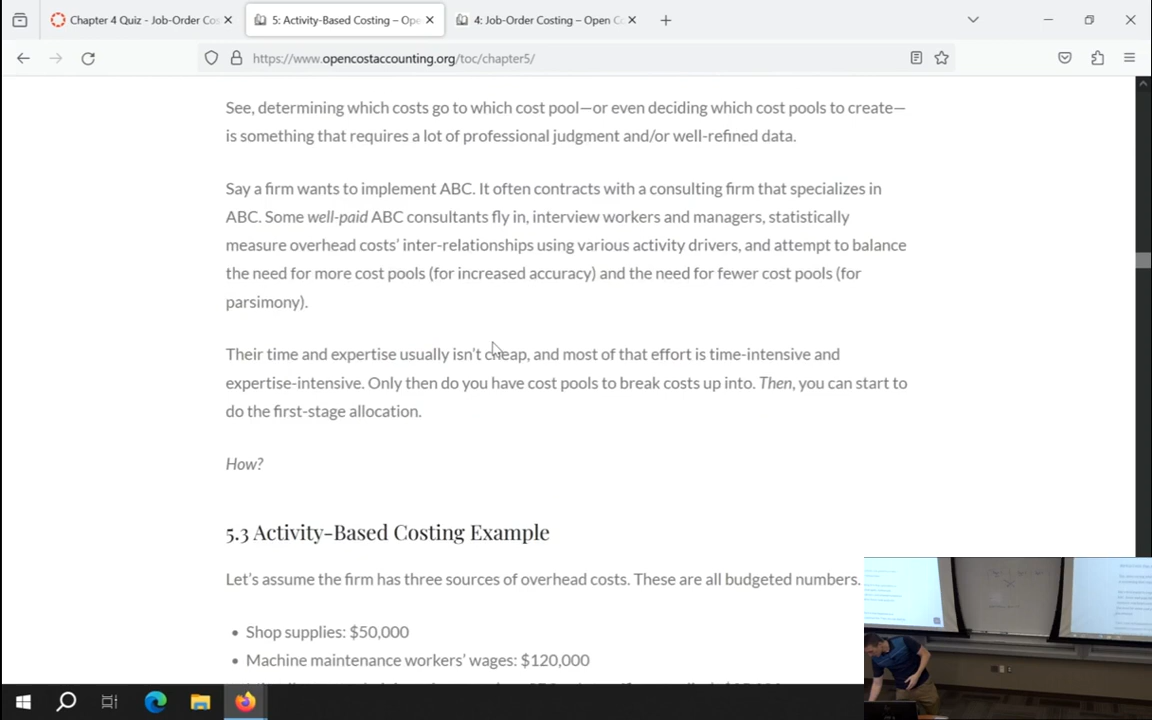 Chapter 4 Quiz - Job-Order Cos
5: Activity-Based Costing – Ope
4: Job-Order Costing – Open Co
https://www.opencostaccounting.org/toc/chapter5/
See, determining which costs go to which cost pool—or even deciding which cost pools to create—
is something that requires a lot of professional judgment and/or well-refined data.
Say a firm wants to implement ABC. It often contracts with a consulting firm that specializes in
ABC. Some well-paid ABC consultants fly in, interview workers and managers, statistically
measure overhead costs' inter-relationships using various activity drivers, and attempt to balance
the need for more cost pools (for increased accuracy) and the need for fewer cost pools (for
parsimony).
Their time and expertise usually isn't cheap, and most of that effort is time-intensive and
expertise-intensive. Only then do you have cost pools to break costs up into. Then, you can start to
do the first-stage allocation.
How?
5.3 Activity-Based Costing Example
Let's assume the firm has three sources of overhead costs. These are all budgeted numbers.
• Shop supplies: $50,000
• Machine maintenance workers' wages: $120,000